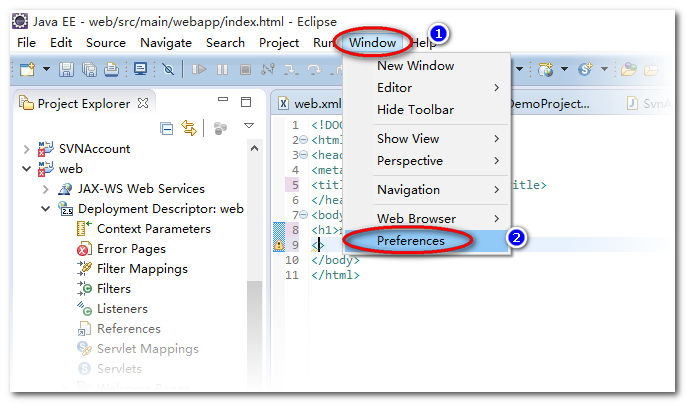 Java EE - web/src/main/webapp/index.html - Eclipse
File Edit Source Navigate Search Project Run Window Help
1
New Window
Editor
Hide Toolbar
Show View
Perspective
Navigation
Web Browser
Preferences
2
Project Explorer
SVNAccount
web
JAX-WS Web Services
Deployment Descriptor: web
Context Parameters
Error Pages
Filter Mappings
Filters
Listeners
References
Servlet Mappings
Servlets
web.xml DemoProject...
1 <!DOC
2 <html
3 <head
4 <meta
5 <title title>
6 </head
7 <body
8 <h1>
9 <>
10 </body>
11 </html>